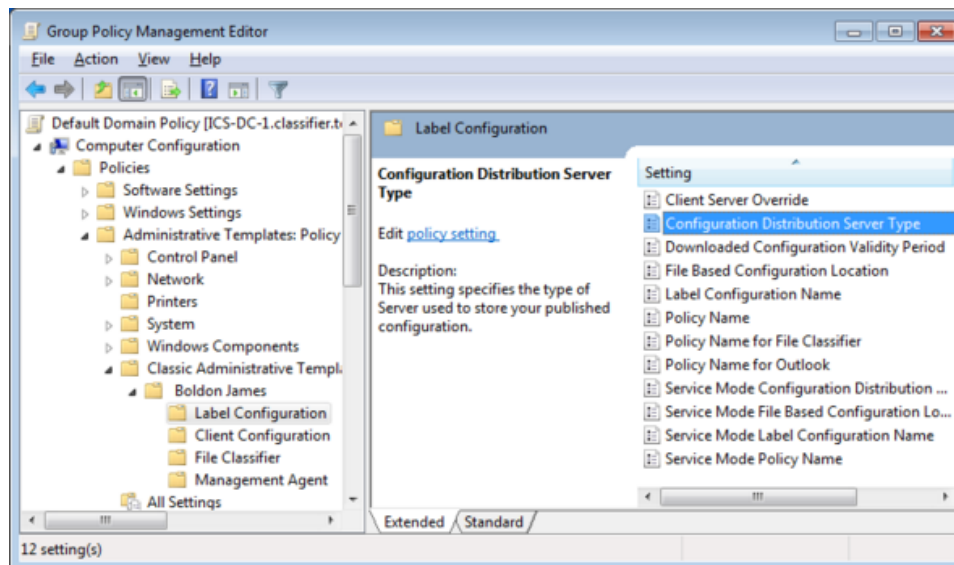 Group Policy Management Editor
File Action View Help
Default Domain Policy [ICS-DC-1.classifier.t
Computer Configuration
Policies
Software Settings
Windows Settings
Administrative Templates: Policy
Control Panel
Network
Printers
System
Windows Components
Classic Administrative Templ
Boldon James
Label Configuration
Client Configuration
File Classifier
Management Agent
All Settings
Label Configuration
Configuration Distribution Server
Type
Edit policy setting
Description:
This setting specifies the type of
Server used to store your published
configuration.
Setting
Client Server Override
Configuration Distribution Server Type
Downloaded Configuration Validity Period
File Based Configuration Location
Label Configuration Name
Policy Name
Policy Name for File Classifier
Policy Name for Outlook
Service Mode Configuration Distribution ...
Service Mode File Based Configuration Lo...
Service Mode Label Configuration Name
Service Mode Policy Name
Extended Standard
12 setting(s)